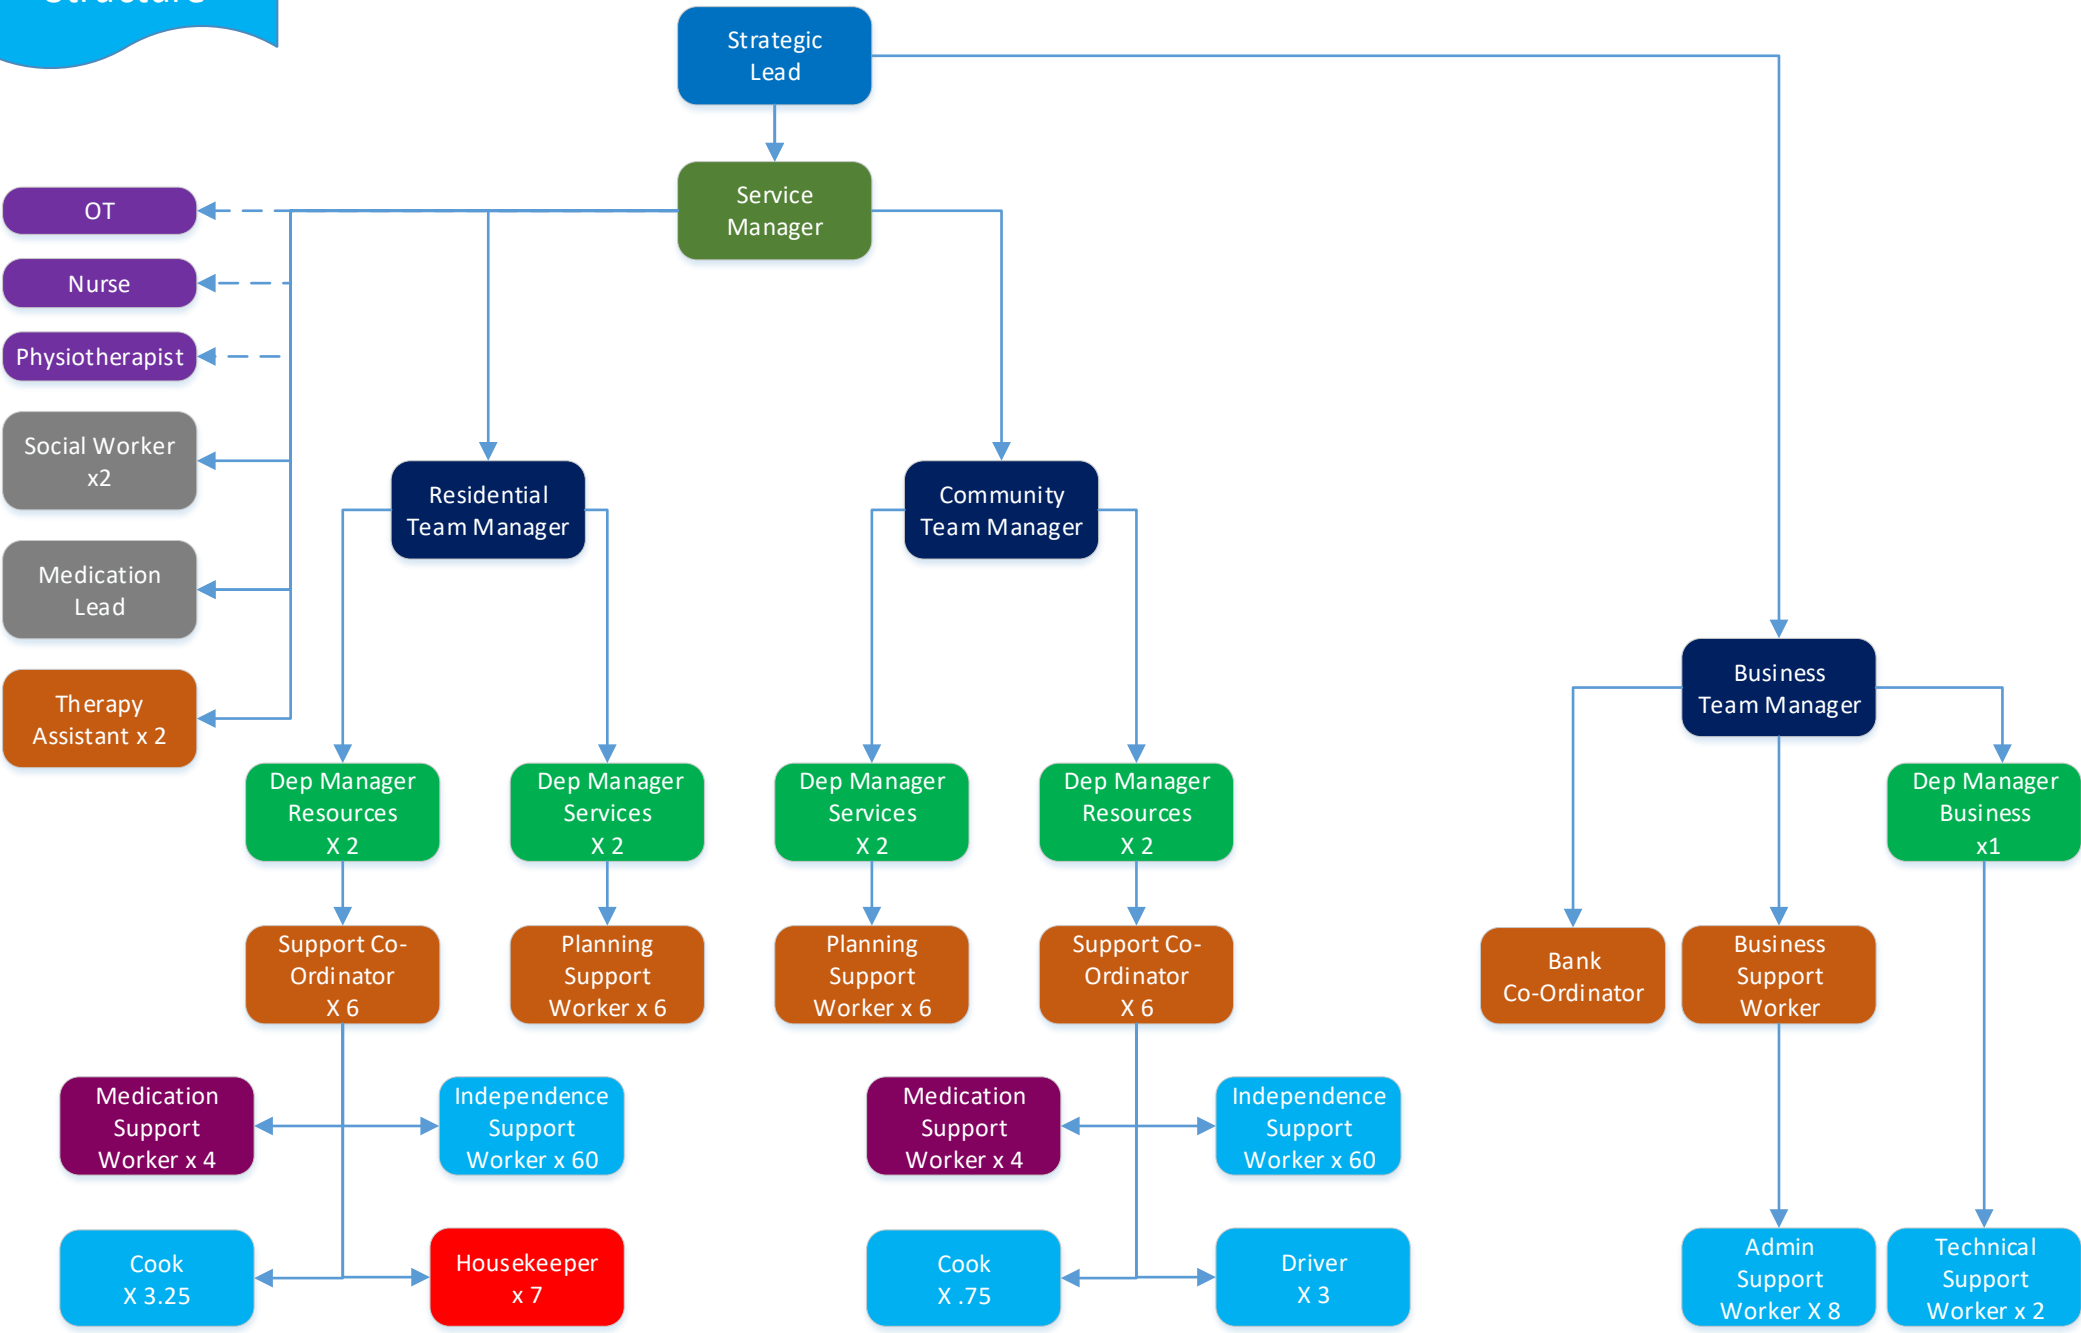 Structure
Strategic
Lead
Service
Manager
OT
Nurse
Physiotherapist
Social Worker
x2
Medication
Lead
Therapy
Assistant x 2
Residential
Team Manager
Community
Team Manager
Business
Team Manager
Dep Manager
Resources
X 2
Dep Manager
Services
X 2
Dep Manager
Services
X 2
Dep Manager
Resources
X 2
Dep Manager
Business
x1
Support Co-
Ordinator
X 6
Planning
Support
Worker x 6
Planning
Support
Worker x 6
Support Co-
Ordinator
X 6
Bank
Co-Ordinator
Business
Support
Worker
Medication
Support
Worker x 4
Independence
Support
Worker x 60
Medication
Support
Worker x 4
Independence
Support
Worker x 60
Cook
X 3.25
Housekeeper
x 7
Cook
X .75
Driver
X 3
Admin
Support
Worker X 8
Technical
Support
Worker x 2